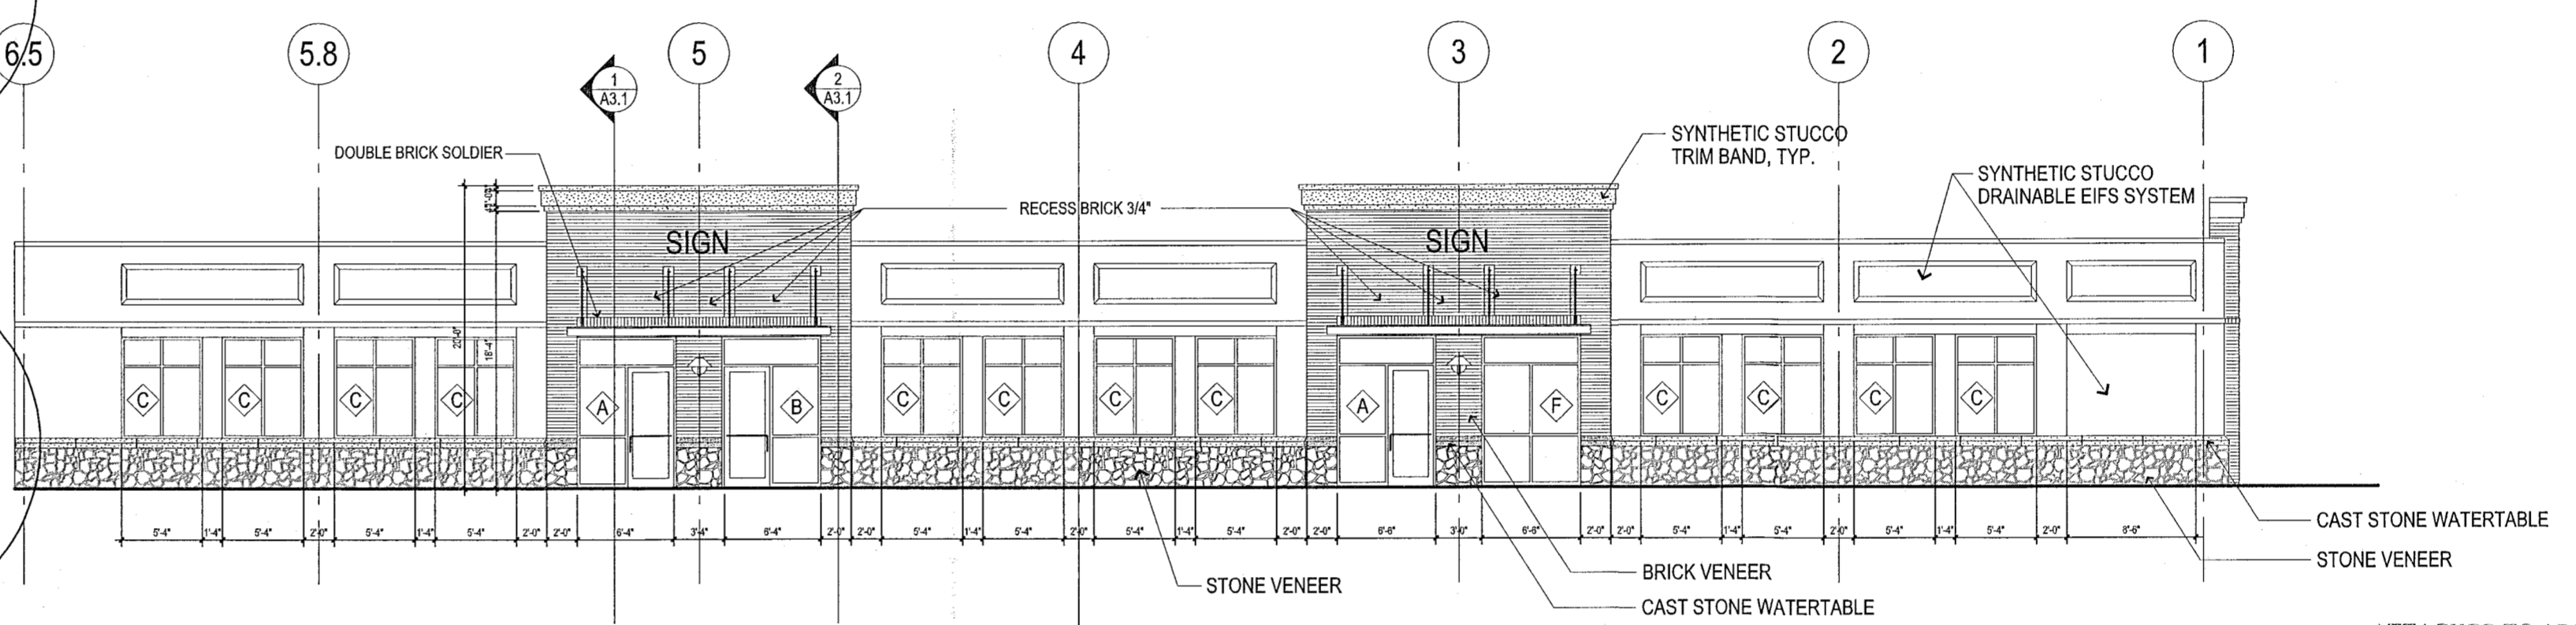 6.5
5.8
5
4
3
2
1
1
A3.1
2
A3.1
DOUBLE BRICK SOLDIER
RECESS BRICK 3/4"
SYNTHETIC STUCCO
TRIM BAND, TYP.
SYNTHETIC STUCCO
DRAINABLE EIFS SYSTEM
SIGN
SIGN
20'-0"
18'-4"
C
C
C
C
A
B
C
C
C
C
A
F
C
C
C
C
5'-4" 1'-4" 5'-4" 2'-0" 5'-4" 1'-4" 5'-4" 2'-0" 2'-0" 6'-4" 3'-4" 6'-4" 2'-0" 2'-0" 5'-4" 1'-4" 5'-4" 2'-0" 5'-4" 1'-4" 5'-4" 2'-0" 2'-0" 6'-6" 3'-0" 6'-6" 2'-0" 2'-0" 5'-4" 1'-4" 5'-4" 2'-0" 5'-4" 1'-4" 5'-4" 2'-0" 8'-6"
CAST STONE WATERTABLE
STONE VENEER
BRICK VENEER
STONE VENEER
CAST STONE WATERTABLE